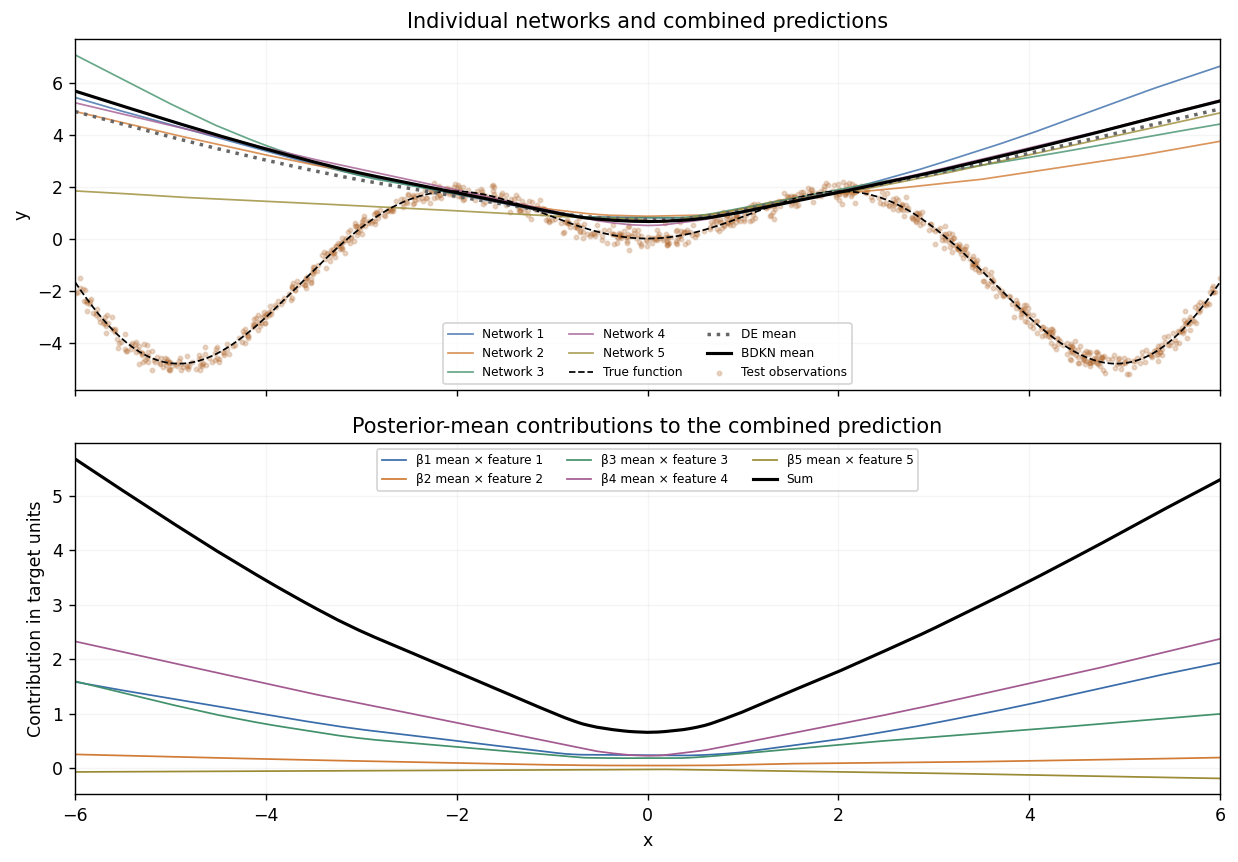 Individual networks and combined predictions
6
4
2
0
−2
−4
y
Network 1
Network 2
Network 3
Network 4
Network 5
True function
DE mean
BDKN mean
Test observations
Posterior-mean contributions to the combined prediction
β1 mean × feature 1
β2 mean × feature 2
β3 mean × feature 3
β4 mean × feature 4
β5 mean × feature 5
Sum
5
4
3
2
1
0
Contribution in target units
−6 −4 −2 0 2 4 6
x